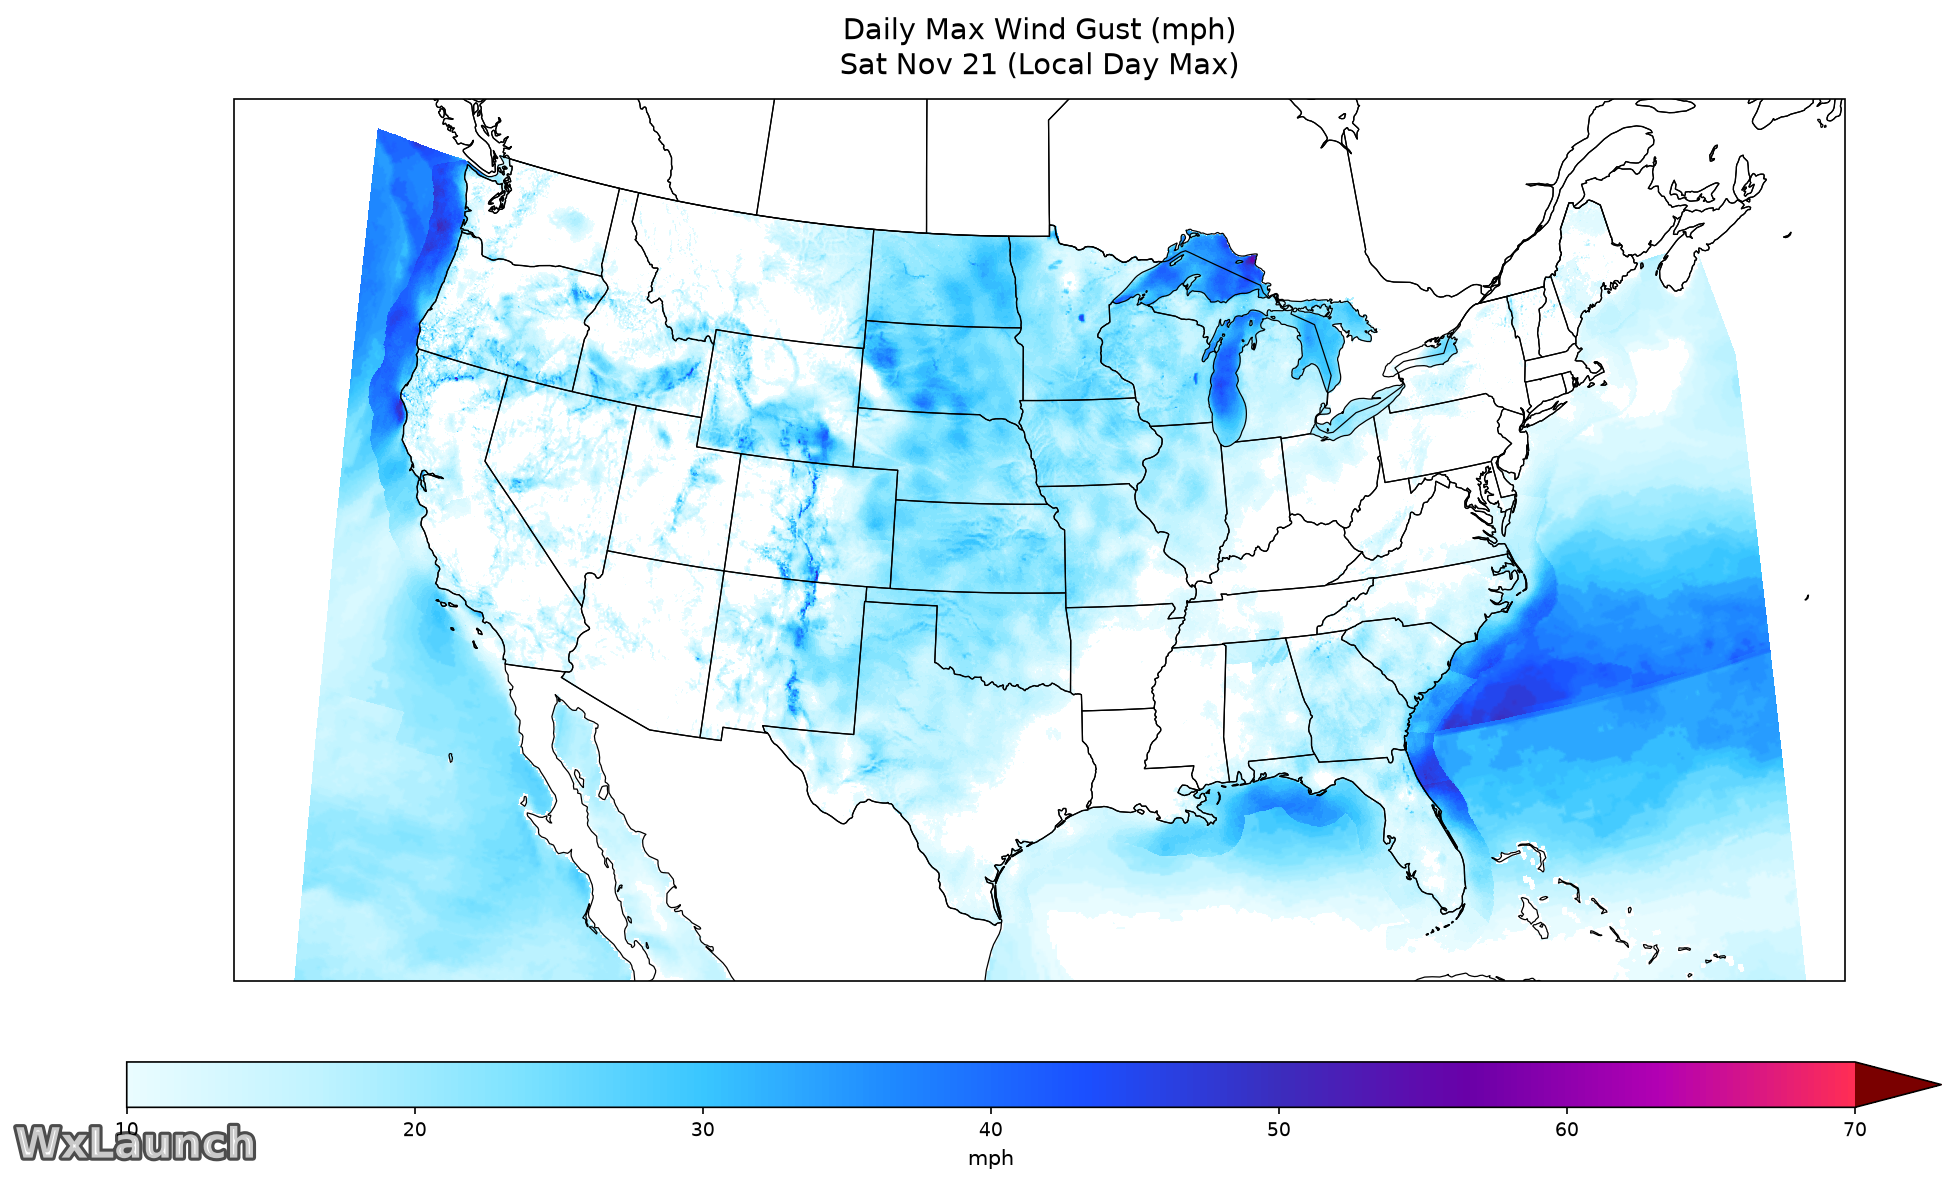 Daily Max Wind Gust (mph)
Sat Nov 21 (Local Day Max)
10 20 30 40 50 60 70
mph
WxLaunch